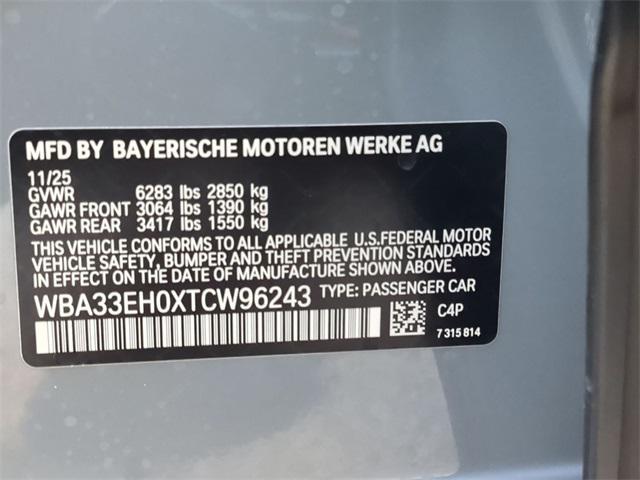 MFD BY BAYERISCHE MOTOREN WERKE AG
11/25
GVWR 6283 lbs 2850 kg
GAWR FRONT 3064 lbs 1390 kg
GAWR REAR 3417 lbs 1550 kg
THIS VEHICLE CONFORMS TO ALL APPLICABLE U.S.FEDERAL MOTOR
VEHICLE SAFETY, BUMPER AND THEFT PREVENTION STANDARDS
IN EFFECT ON THE DATE OF MANUFACTURE SHOWN ABOVE.
WBA33EH0XTCW96243 TYPE: PASSENGER CAR
C4P
7 315 814